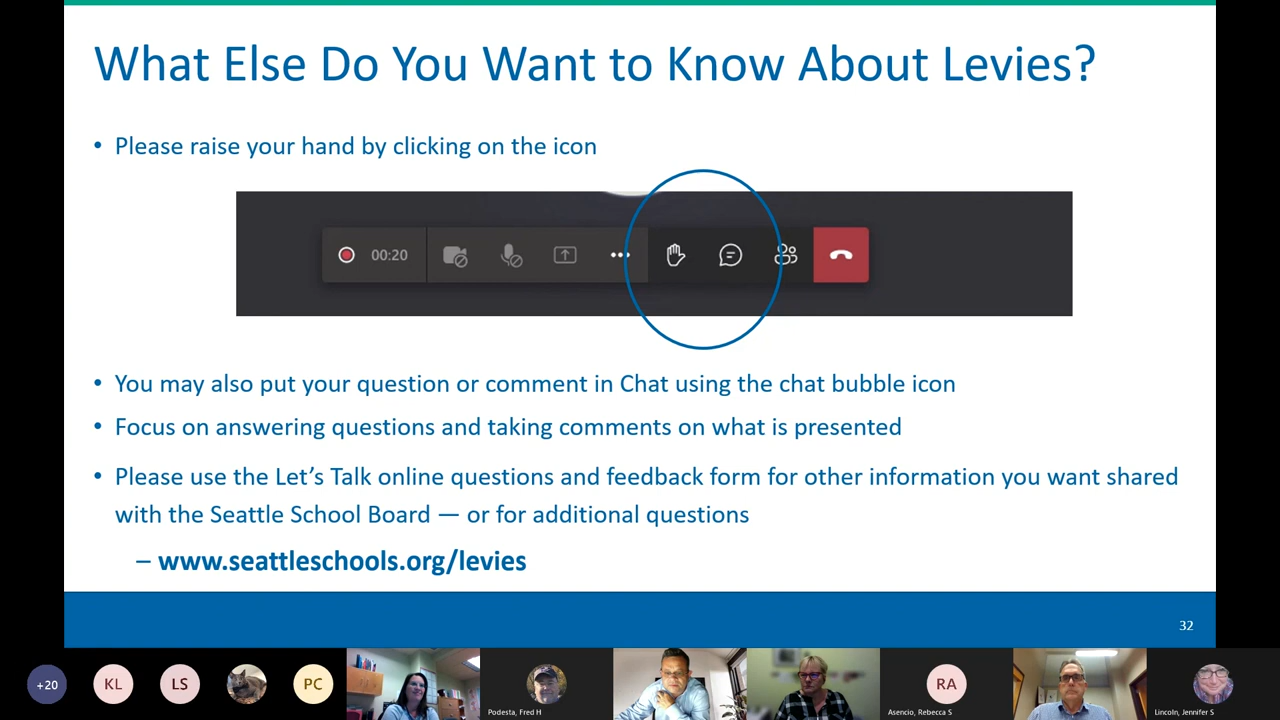 What Else Do You Want to Know About Levies?
• Please raise your hand by clicking on the icon
00:20
• You may also put your question or comment in Chat using the chat bubble icon
• Focus on answering questions and taking comments on what is presented
• Please use the Let’s Talk online questions and feedback form for other information you want shared
with the Seattle School Board — or for additional questions
– www.seattleschools.org/levies
32
+20
KL
LS
PC
RA
Podesta, Fred H
Asencio, Rebecca S
Lincoln, Jennifer S